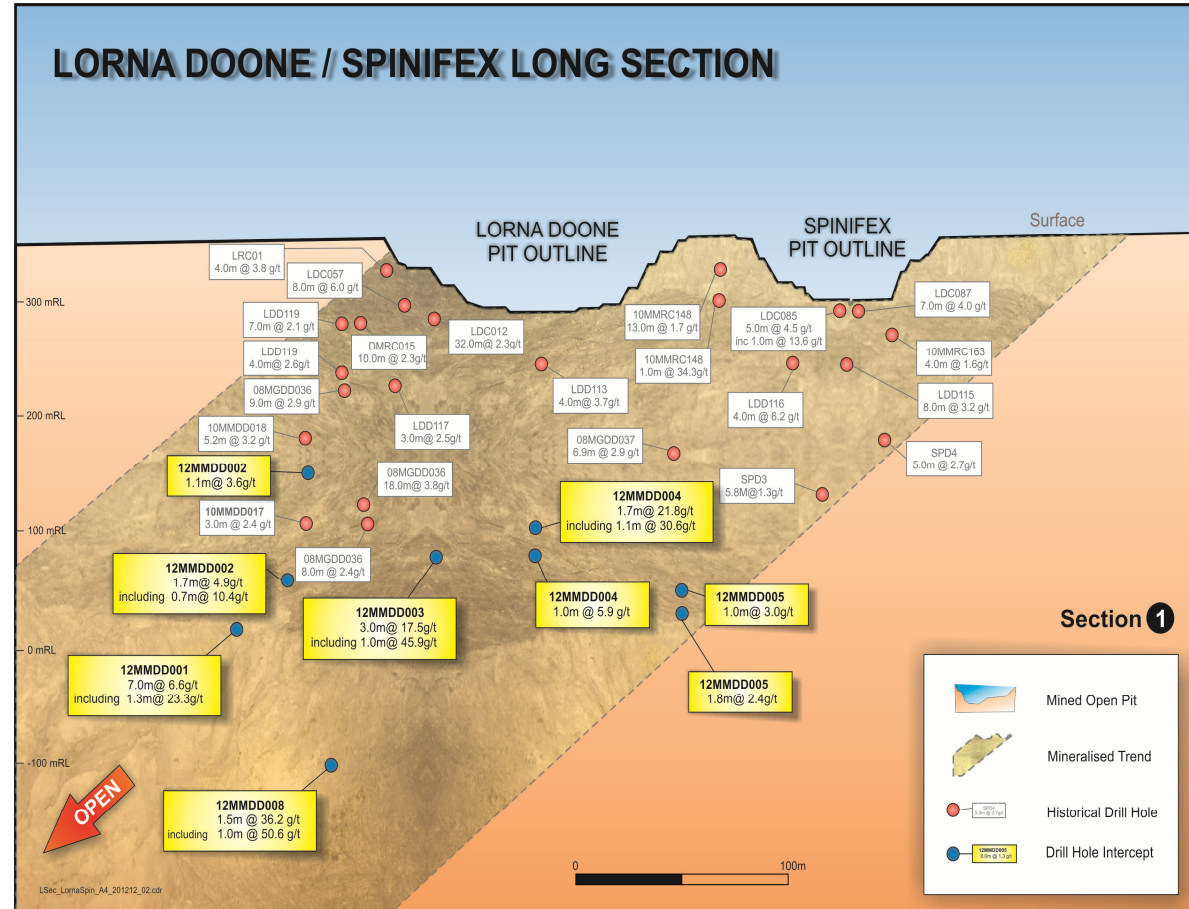 LORNA DOONE / SPINIFEX LONG SECTION
LORNA DOONE
PIT OUTLINE
SPINIFEX
PIT OUTLINE
Surface
LRC01
4.0m @ 3.8 g/t
LDC057
8.0m @ 6.0 g/t
300 mRL
LDD119
7.0m @ 2.1 g/t
DMRC015
10.0m @ 2.3g/t
LDC012
32.0m @ 2.3g/t
10MMRC148
13.0m @ 1.7 g/t
LDC085
5.0m @ 4.5 g/t
inc 1.0m @ 13.6 g/t
LDC087
7.0m @ 4.0 g/t
LDD119
4.0m @ 2.6g/t
10MMRC148
1.0m @ 34.3g/t
10MMRC163
4.0m @ 1.6g/t
08MGDD036
9.0m @ 2.9 g/t
LDD113
4.0m@ 3.7g/t
LDD116
4.0m @ 6.2 g/t
LDD115
8.0m @ 3.2 g/t
200 mRL
LDD117
3.0m @ 2.5g/t
10MMDD018
5.2m @ 3.2 g/t
08MGDD037
6.9m @ 2.9 g/t
SPD4
5.0m @ 2.7g/t
12MMDD002
1.1m @ 3.6g/t
08MGDD036
18.0m @ 3.8g/t
SPD3
5.8M@1.3g/t
12MMDD004
1.7m @ 21.8g/t
including 1.1m @ 30.6g/t
10MMDD017
3.0m @ 2.4 g/t
100 mRL
08MGDD036
8.0m @ 2.4g/t
12MMDD002
1.7m@ 4.9g/t
including 0.7m @ 10.4g/t
12MMDD003
3.0m @ 17.5g/t
including 1.0m @ 45.9g/t
12MMDD004
1.0m @ 5.9 g/t
12MMDD005
1.0m@ 3.0g/t
Section 1
0 mRL
12MMDD001
7.0m@ 6.6g/t
including 1.3m@ 23.3g/t
12MMDD005
1.8m@ 2.4g/t
-100 mRL
OPEN
12MMDD008
1.5m @ 36.2 g/t
including 1.0m @ 50.6 g/t
0
100m
Mined Open Pit
Mineralised Trend
SPD4
5.0m @ 2.7g/t
Historical Drill Hole
12MMDD005
8.0m @ 1.3 g/t
Drill Hole Intercept
LSec_LornaSpin_A4_201212_02.cdr